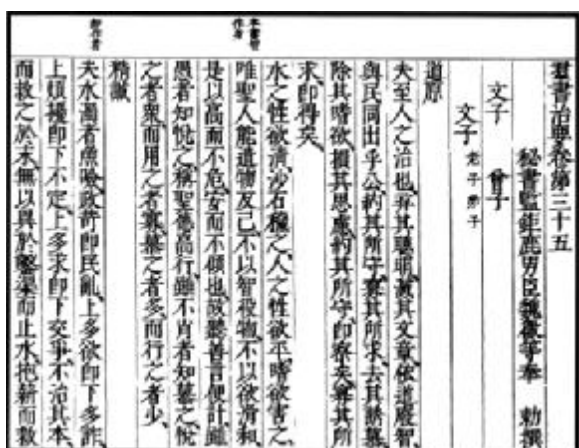 羣書治要卷第三十五
秘書監鉅鹿男臣魏徵等奉 勑撰
文子 曾子
文子 老子弟子
道原
夫至人之治也棄其聰明滅其文章依道廢智
與民同出乎公約其所守寡其所求去其誘慕
除其嗜欲損其思慮約其所守即察矣寡其所
求即得矣
水之性欲清沙石穢之人之性欲平嗜欲害之
本書智作身
唯聖人能遺物反己不以智役物不以欲滑和
是以高而不危安而不傾也故聽善言便計雖
愚者知悅之稱聖德高行雖不肖者知慕之悅
之者衆而用之者寡慕之者多而行之者少
精誠
夫水濁者魚噞政苛即民亂上多欲即下多詐
上煩擾即下不定上多求即下交爭不治其本
而救之於末無以異於鑿渠而止水抱薪而救